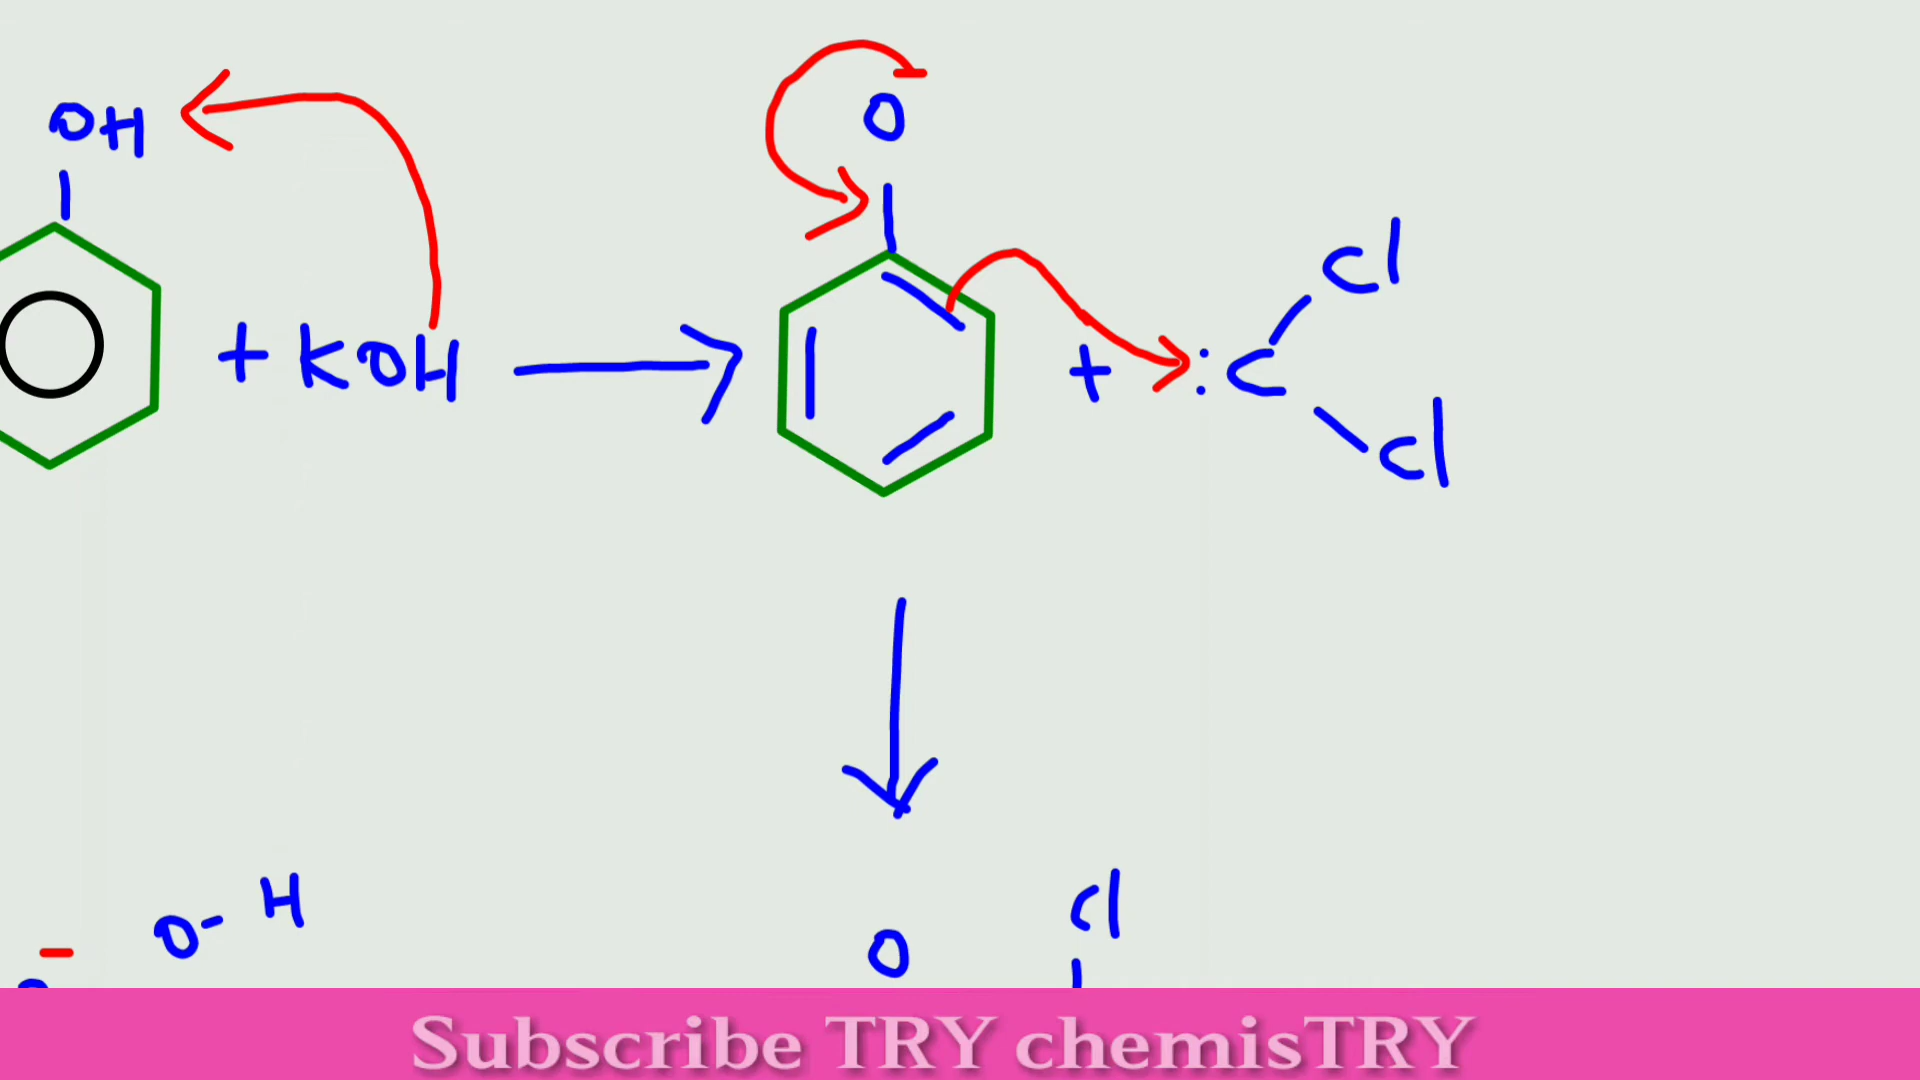 OH
O
Cl
+ KOH
+ :C
Cl
O-H
Cl
O
Subscribe TRY chemisTRY